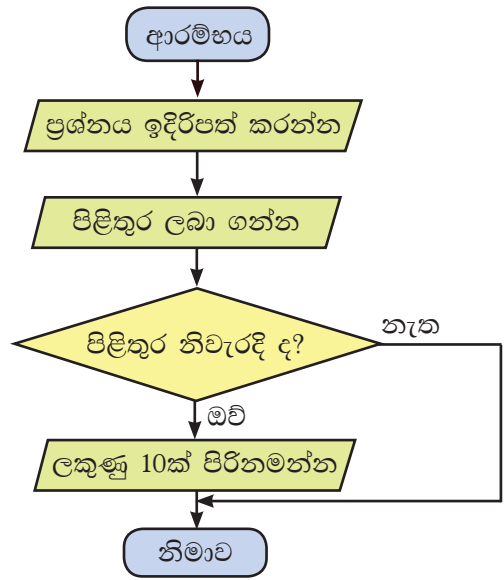 ආරම්භය
ප්‍රශ්නය ඉදිරිපත් කරන්න
පිළිතුර ලබා ගන්න
පිළිතුර නිවැරදි ද?
නැත
ඔව්
ලකුණු 10ක් පිරිනමන්න
නිමාව